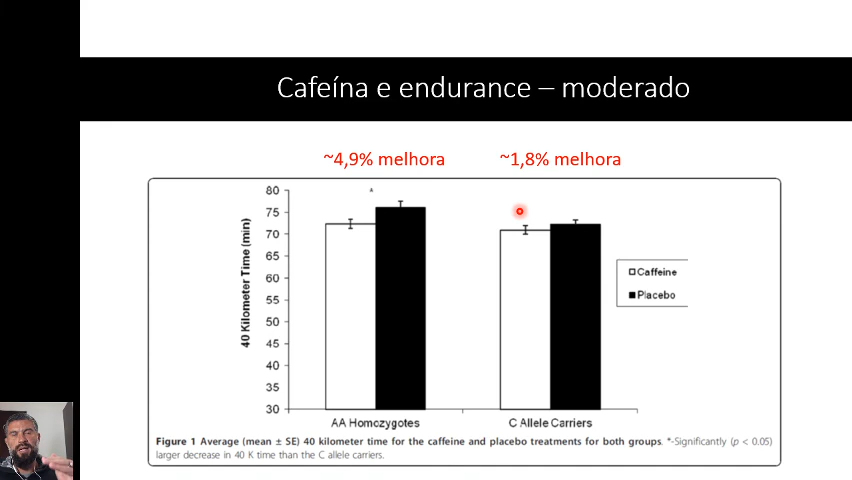 Cafeína e endurance – moderado
~4,9% melhora
~1,8% melhora
*
80
75
70
65
60
55
50
45
40
35
30
40 Kilometer Time (min)
Caffeine
Placebo
AA Homozygotes
C Allele Carriers
Figure 1 Average (mean ± SE) 40 kilometer time for the caffeine and placebo treatments for both groups. *-Significantly (p < 0.05)
larger decrease in 40 K time than the C allele carriers.